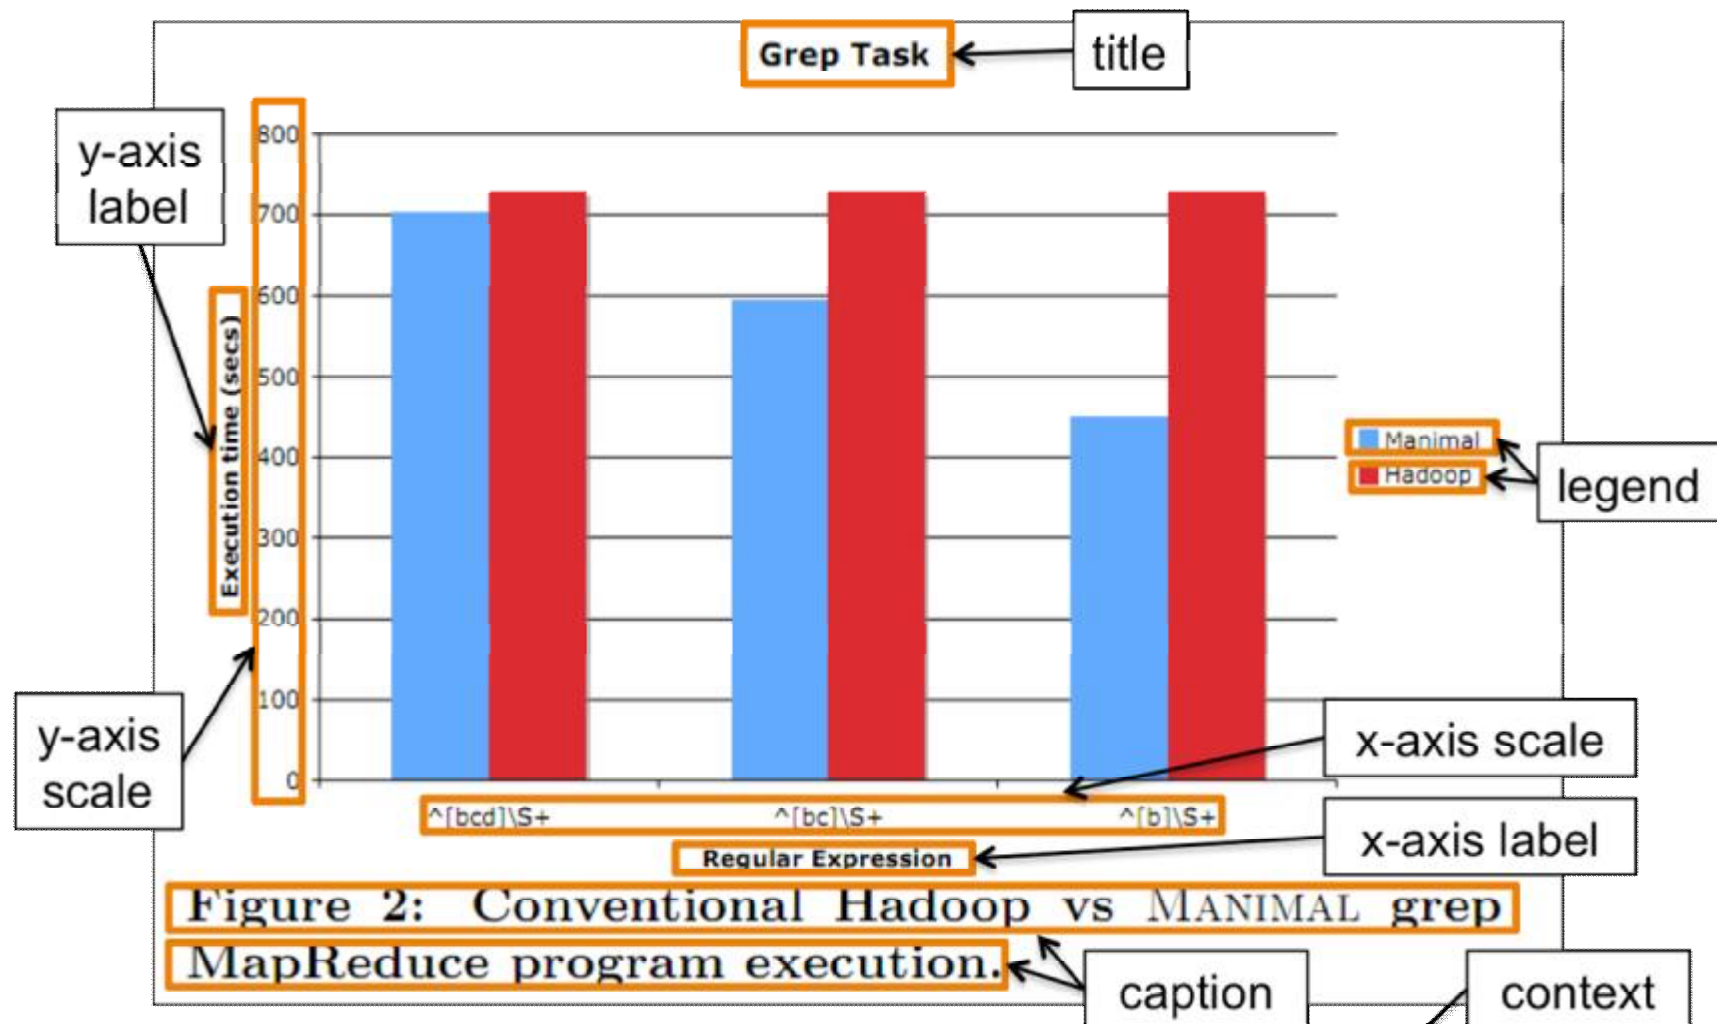 Grep Task
title
y-axis
label
800
700
600
500
400
300
200
100
0
Execution time (secs)
Manimal
Hadoop
legend
y-axis
scale
x-axis scale
^[bcd]\S+ ^[bc]\S+ ^[b]\S+
x-axis label
Regular Expression
Figure 2: Conventional Hadoop vs MANIMAL grep
MapReduce program execution.
caption
context